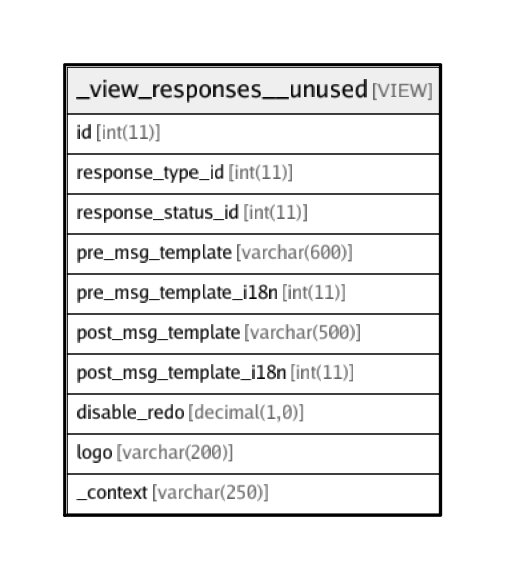 _view_responses__unused [VIEW]
id [int(11)]
response_type_id [int(11)]
response_status_id [int(11)]
pre_msg_template [varchar(600)]
pre_msg_template_i18n [int(11)]
post_msg_template [varchar(500)]
post_msg_template_i18n [int(11)]
disable_redo [decimal(1,0)]
logo [varchar(200)]
_context [varchar(250)]